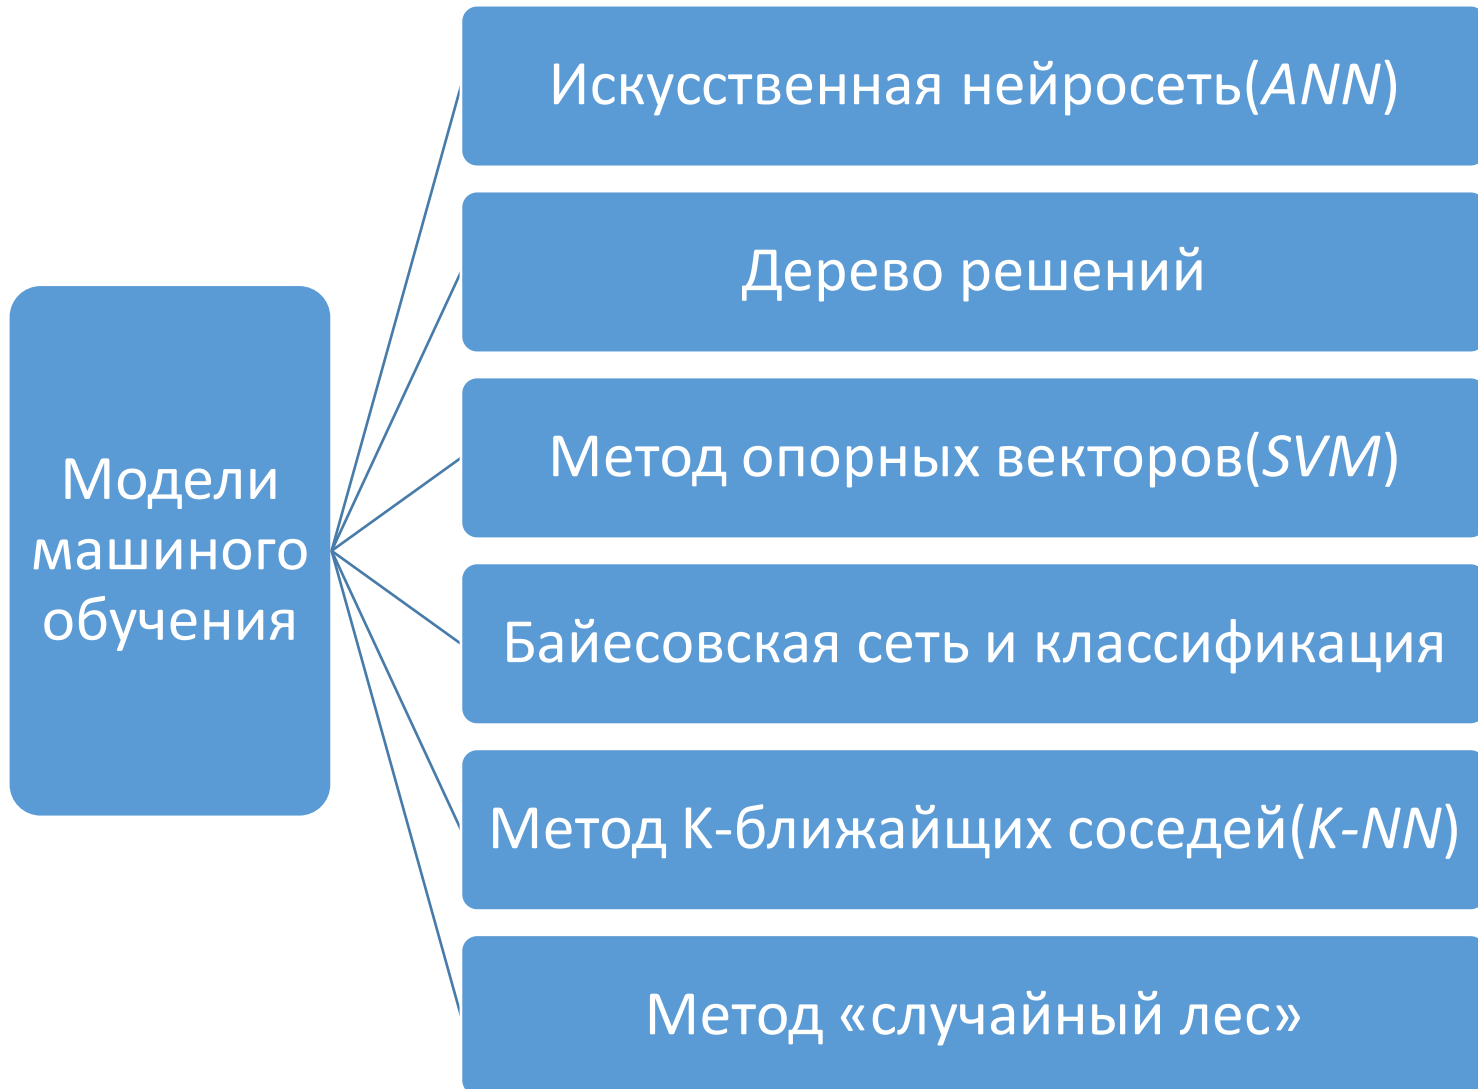 Модели
машиного
обучения
Искусственная нейросеть(ANN)
Дерево решений
Метод опорных векторов(SVM)
Байесовская сеть и классификация
Метод К-ближайщих соседей(K-NN)
Метод «случайный лес»